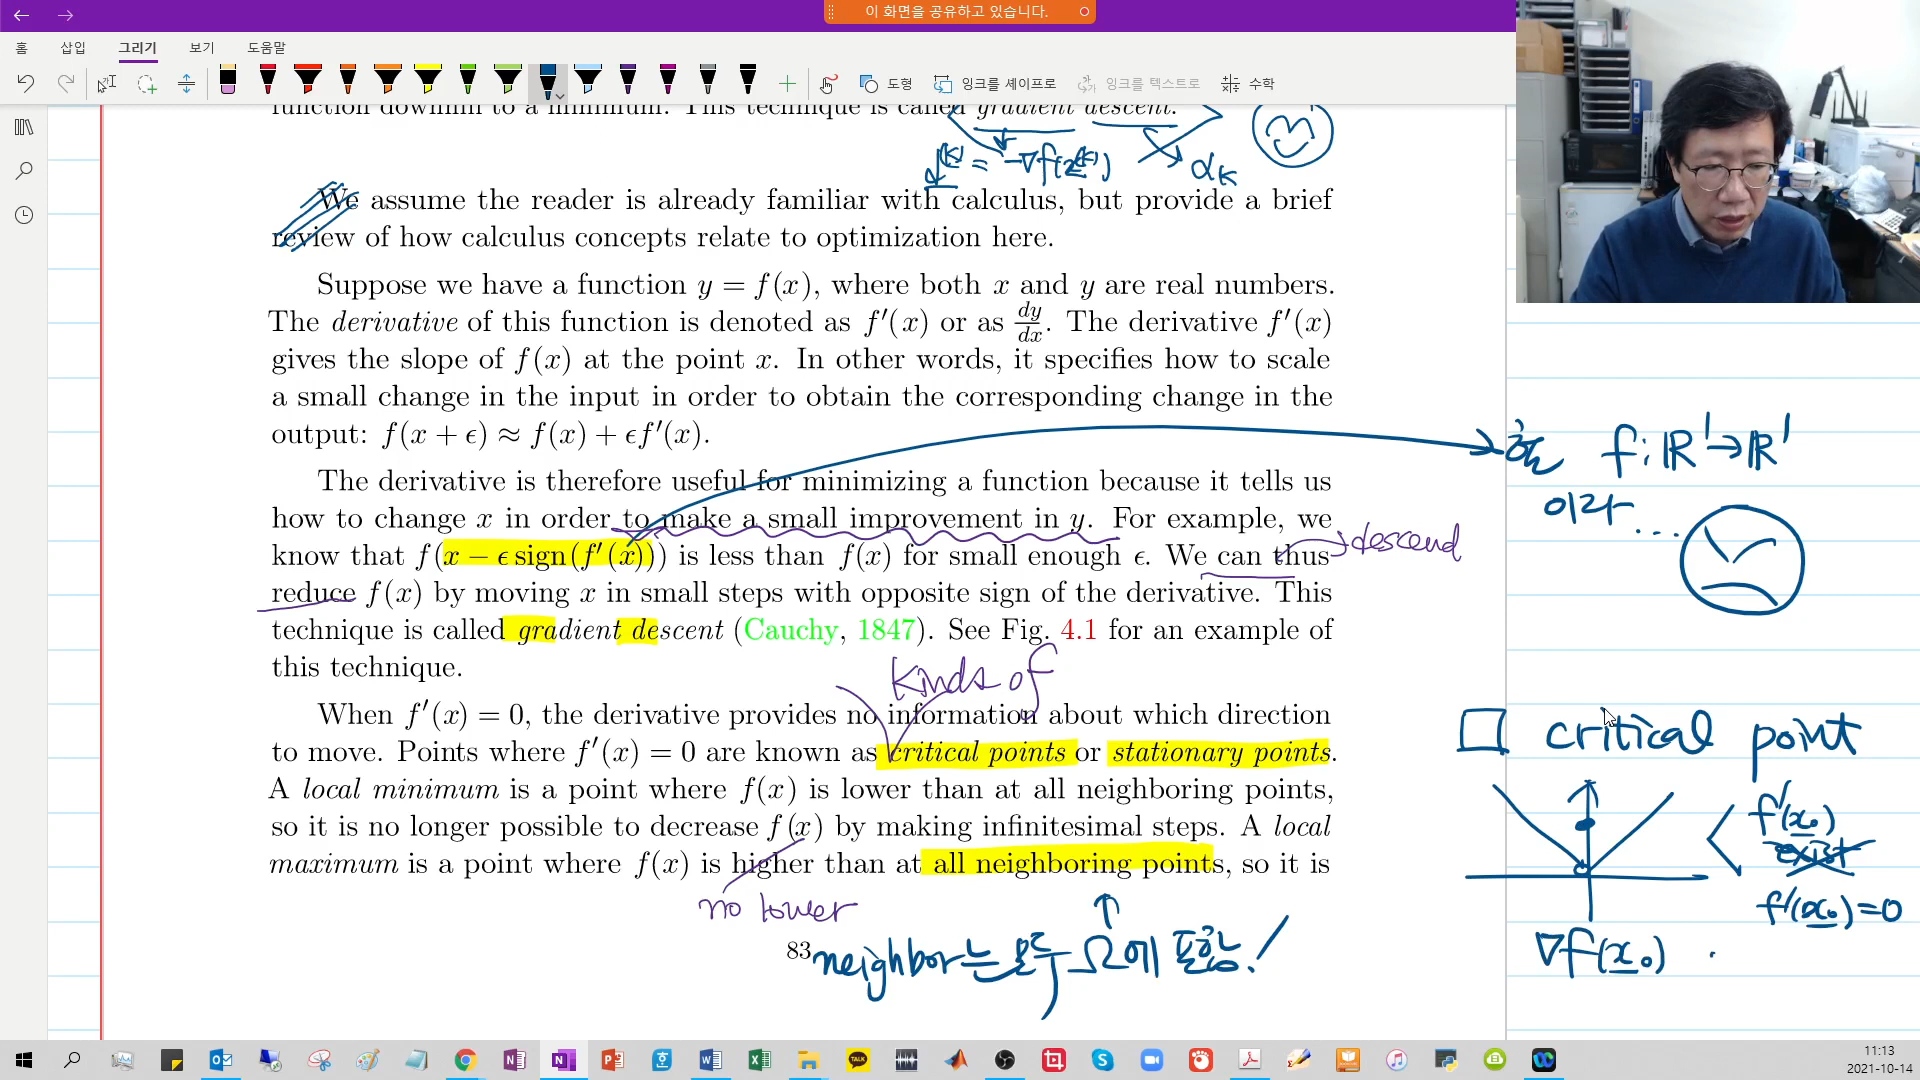 이 화면을 공유하고 있습니다.
홈 삽입 그리기 보기 도움말
도형 잉크를 셰이프로 잉크를 텍스트로 수학
function downhill to a minimum. This technique is called gradient descent.
d^(k) = -∇f(x^(k)) α_k
We assume the reader is already familiar with calculus, but provide a brief
review of how calculus concepts relate to optimization here.
Suppose we have a function y = f(x), where both x and y are real numbers.
The derivative of this function is denoted as f′(x) or as dy/dx. The derivative f′(x)
gives the slope of f(x) at the point x. In other words, it specifies how to scale
a small change in the input in order to obtain the corresponding change in the
output: f(x + ϵ) ≈ f(x) + ϵf′(x).
f: ℝ¹→ℝ¹
이라 ...
The derivative is therefore useful for minimizing a function because it tells us
how to change x in order to make a small improvement in y. For example, we
know that f(x − ϵ sign(f′(x))) is less than f(x) for small enough ϵ. We can thus
descend
reduce f(x) by moving x in small steps with opposite sign of the derivative. This
technique is called gradient descent (Cauchy, 1847). See Fig. 4.1 for an example of
this technique.
Kinds of
When f′(x) = 0, the derivative provides no information about which direction
to move. Points where f′(x) = 0 are known as critical points or stationary points.
A local minimum is a point where f(x) is lower than at all neighboring points,
so it is no longer possible to decrease f(x) by making infinitesimal steps. A local
maximum is a point where f(x) is higher than at all neighboring points, so it is
no lower
83
neighbor는 모두 Ω에 포함!
□ critical point
f′(x₀)
exist
f′(x₀)=0
∇f(x₀)
11:13
2021-10-14